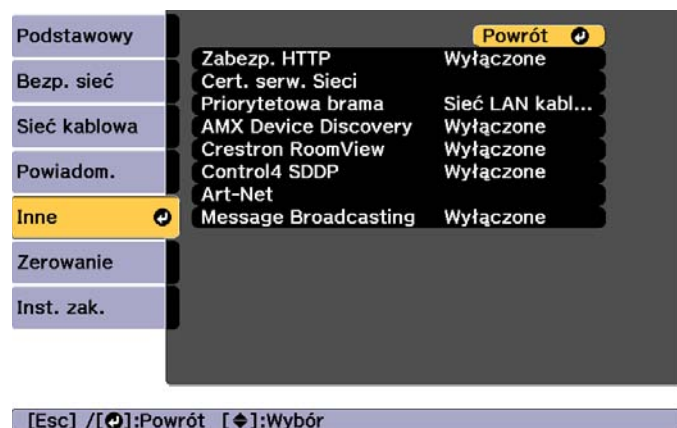 Podstawowy
Bezp. sieć
Sieć kablowa
Powiadom.
Inne
Zerowanie
Inst. zak.
Powrót
Zabezp. HTTP Wyłączone
Cert. serw. Sieci
Priorytetowa brama Sieć LAN kabl...
AMX Device Discovery Wyłączone
Crestron RoomView Wyłączone
Control4 SDDP Wyłączone
Art-Net
Message Broadcasting Wyłączone
[Esc] /[↵]:Powrót [◆]:Wybór